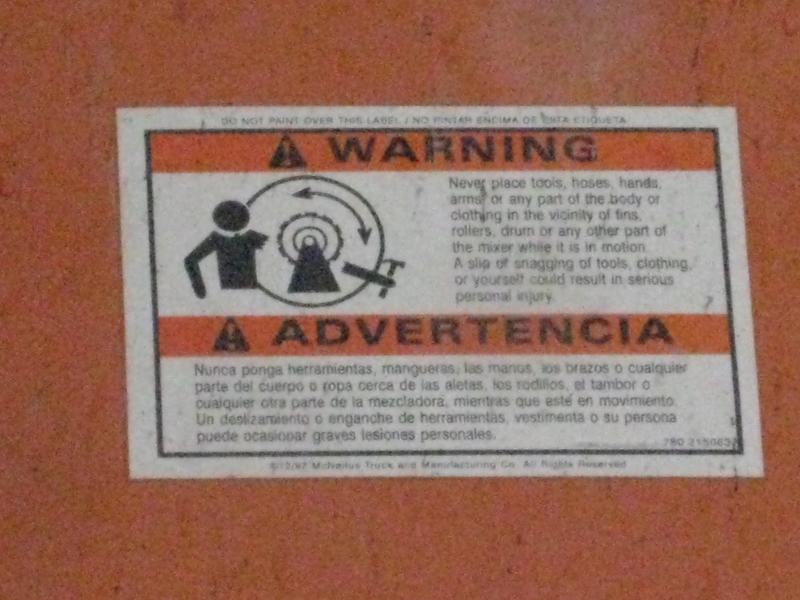 DO NOT PAINT OVER THIS LABEL / NO PINTAR ENCIMA DE ESTA ETIQUETA
WARNING
Never place tools, hoses, hands,
arms or any part of the body or
clothing in the vicinity of fins,
rollers, drum or any other part of
the mixer while it is in motion.
A slip of snagging of tools, clothing,
or yourself could result in serious
personal injury.
ADVERTENCIA
Nunca ponga herramientas, mangueras, las manos, los brazos o cualquier
parte del cuerpo o ropa cerca de las aletas, los rodillos, el tambor o
cualquier otra parte de la mezcladora, mientras que esté en movimiento.
Un deslizamiento o enganche de herramientas, vestimenta o su persona
puede ocasionar graves lesiones personales.
McNeilus Truck and Manufacturing Co. All Rights Reserved